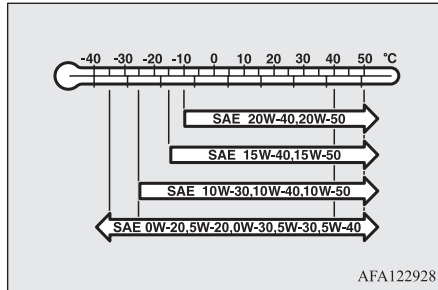 -40 -30 -20 -10 0 10 20 30 40 50 °C
SAE 20W-40,20W-50
SAE 15W-40,15W-50
SAE 10W-30,10W-40,10W-50
SAE 0W-20,5W-20,0W-30,5W-30,5W-40
AFA122928